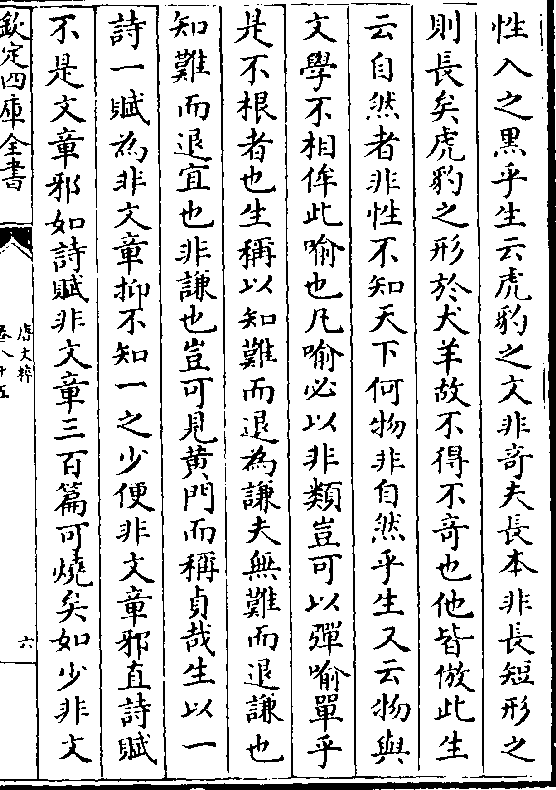 性入之黑乎生云虎豹之文非奇夫長本非長短形之
則長矣虎豹之形於犬羊故不得不竒也他皆倣此生
云自然者非性不知天下何物非自然乎生又云物與
文學不相侔此喻也凡喻必以非類豈可以彈喻彈乎
是不根者也生稱以知難而退為謙夫無難而退謙也
知難而退宜也非謙也豈可見黄門而稱貞哉生以一
詩一賦為非文章抑不知一之少便非文章邪直詩賦
不是文章邪如詩賦非文章三百篇可燒矣如少非文
欽定四庫全書
唐文粹
卷八十五
六